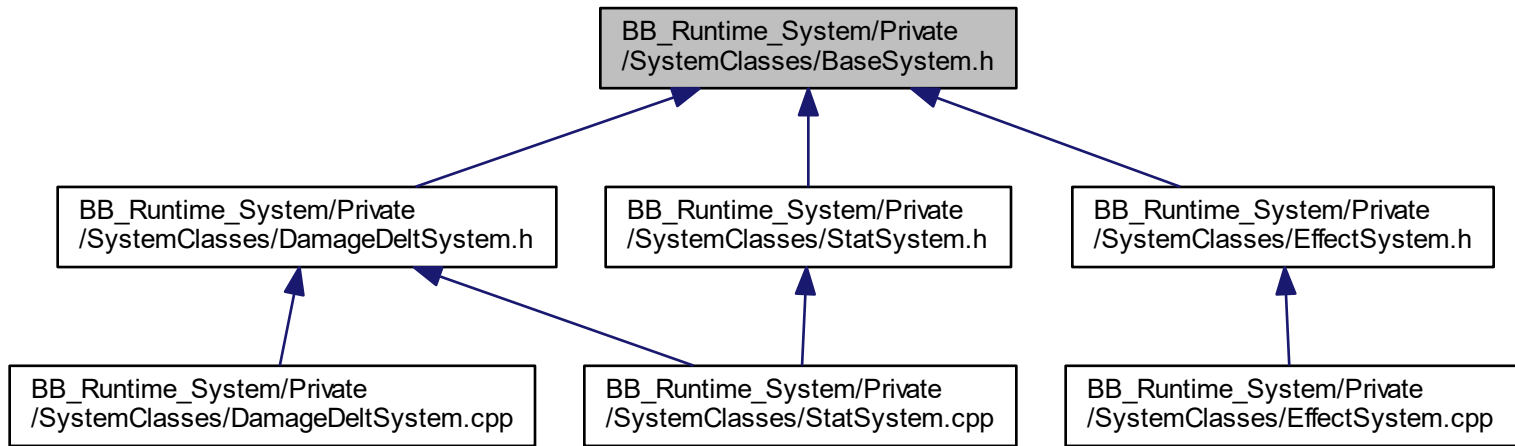 BB_Runtime_System/Private
/SystemClasses/BaseSystem.h
BB_Runtime_System/Private
/SystemClasses/DamageDeltSystem.h
BB_Runtime_System/Private
/SystemClasses/StatSystem.h
BB_Runtime_System/Private
/SystemClasses/EffectSystem.h
BB_Runtime_System/Private
/SystemClasses/DamageDeltSystem.cpp
BB_Runtime_System/Private
/SystemClasses/StatSystem.cpp
BB_Runtime_System/Private
/SystemClasses/EffectSystem.cpp